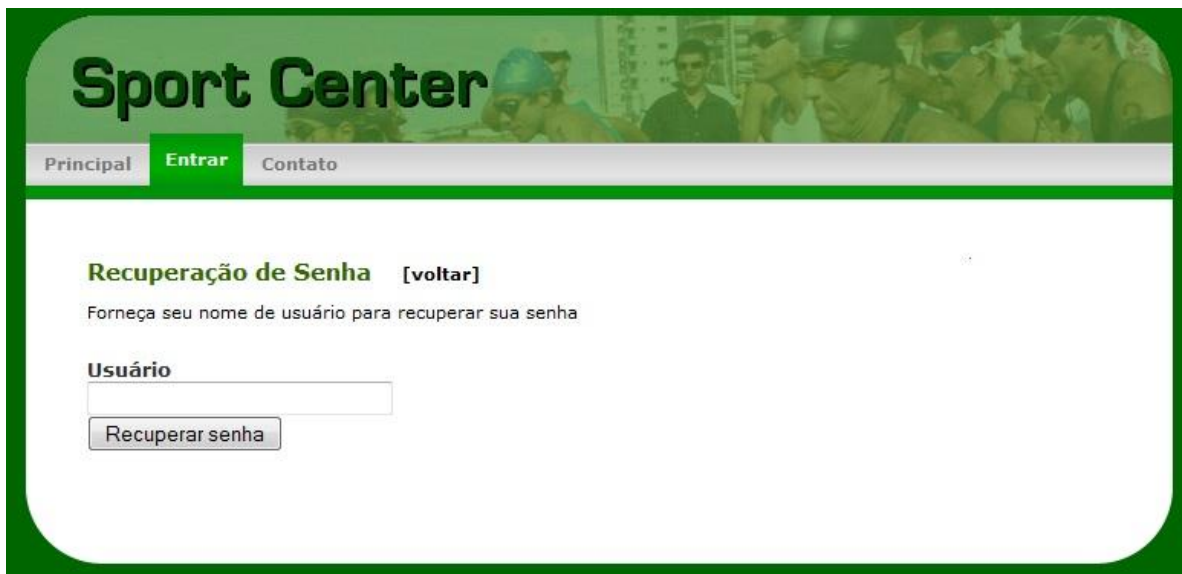 Sport Center
Principal Entrar Contato
Recuperação de Senha [voltar]
Forneça seu nome de usuário para recuperar sua senha
Usuário
Recuperar senha